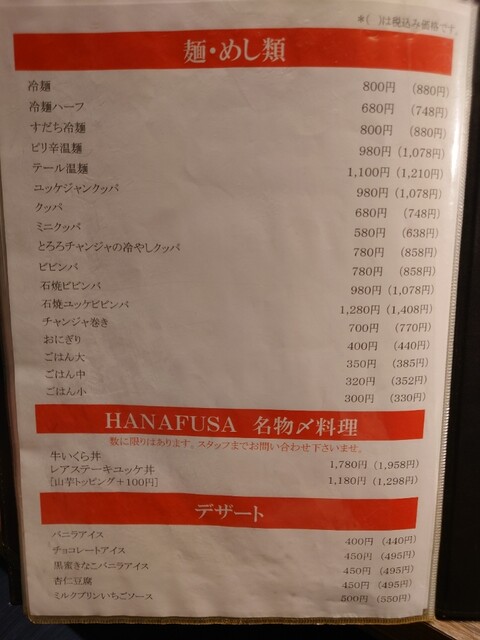 ＊( )は税込み価格です。
麺・めし類
冷麺 800円 (880円)
冷麺ハーフ 680円 (748円)
すだち冷麺 800円 (880円)
ピリ辛温麺 980円 (1,078円)
テール温麺 1,100円 (1,210円)
ユッケジャンクッパ 980円 (1,078円)
クッパ 680円 (748円)
ミニクッパ 580円 (638円)
とろろチャンジャの冷やしクッパ 780円 (858円)
ビビンバ 780円 (858円)
石焼ビビンバ 980円 (1,078円)
石焼ユッケビビンバ 1,280円 (1,408円)
チャンジャ巻き 700円 (770円)
おにぎり 400円 (440円)
ごはん大 350円 (385円)
ごはん中 320円 (352円)
ごはん小 300円 (330円)
HANAFUSA 名物〆料理
数に限りはあります。スタッフまでお問い合わせ下さいませ。
牛いくら丼 1,780円 (1,958円)
レアステーキユッケ丼 1,180円 (1,298円)
[山芋トッピング＋100円]
デザート
バニラアイス 400円 (440円)
チョコレートアイス 450円 (495円)
黒蜜きなこバニラアイス 450円 (495円)
杏仁豆腐 450円 (495円)
ミルクプリンいちごソース 500円 (550円)